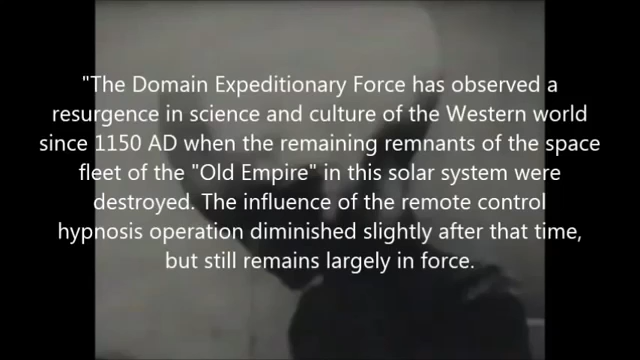 "The Domain Expeditionary Force has observed a
resurgence in science and culture of the Western world
since 1150 AD when the remaining remnants of the space
fleet of the "Old Empire" in this solar system were
destroyed. The influence of the remote control
hypnosis operation diminished slightly after that time,
but still remains largely in force.